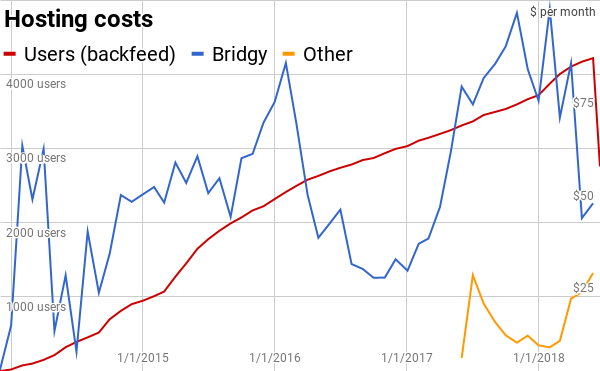 Hosting costs
$ per month
Users (backfeed) Bridgy Other
4000 users
$75
3000 users
$50
2000 users
$25
1000 users
1/1/2015 1/1/2016 1/1/2017 1/1/2018